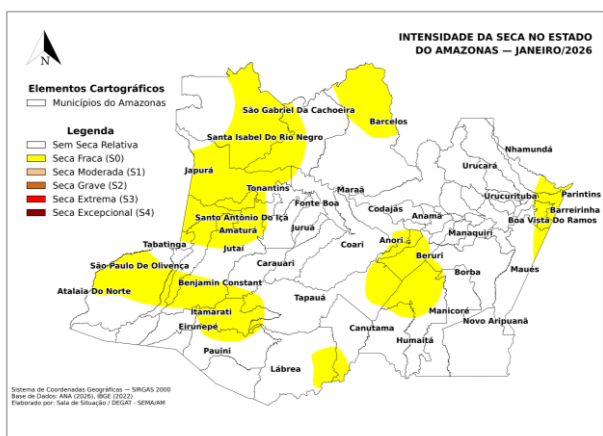 INTENSIDADE DA SECA NO ESTADO
DO AMAZONAS — JANEIRO/2026
N
Elementos Cartográficos
Municípios do Amazonas
Legenda
Sem Seca Relativa
Seca Fraca (S0)
Seca Moderada (S1)
Seca Grave (S2)
Seca Extrema (S3)
Seca Excepcional (S4)
São Gabriel Da Cachoeira
Barcelos
Santa Isabel Do Rio Negro
Nhamundá
Urucará
Japurá
Tonantins
Maraã
Urucurituba
Parintins
Fonte Boa
Codajás
Barreirinha
Santo Antônio Do Içá
Anamã
Boa Vista Do Ramos
Amaturá
Juruá
Manaquiri
Tabatinga
Jutaí
Coari
Anori
Beruri
São Paulo De Olivença
Carauari
Borba
Maués
Atalaia Do Norte
Benjamin Constant
Tapauá
Itamarati
Manicoré
Eirunepé
Canutama
Novo Aripuanã
Pauini
Humaitá
Lábrea
Sistema de Coordenadas Geográficas — SIRGAS 2000
Base de Dados: ANA (2026), IBGE (2022)
Elaborado por: Sala de Situação / DEGAT - SEMA/AM